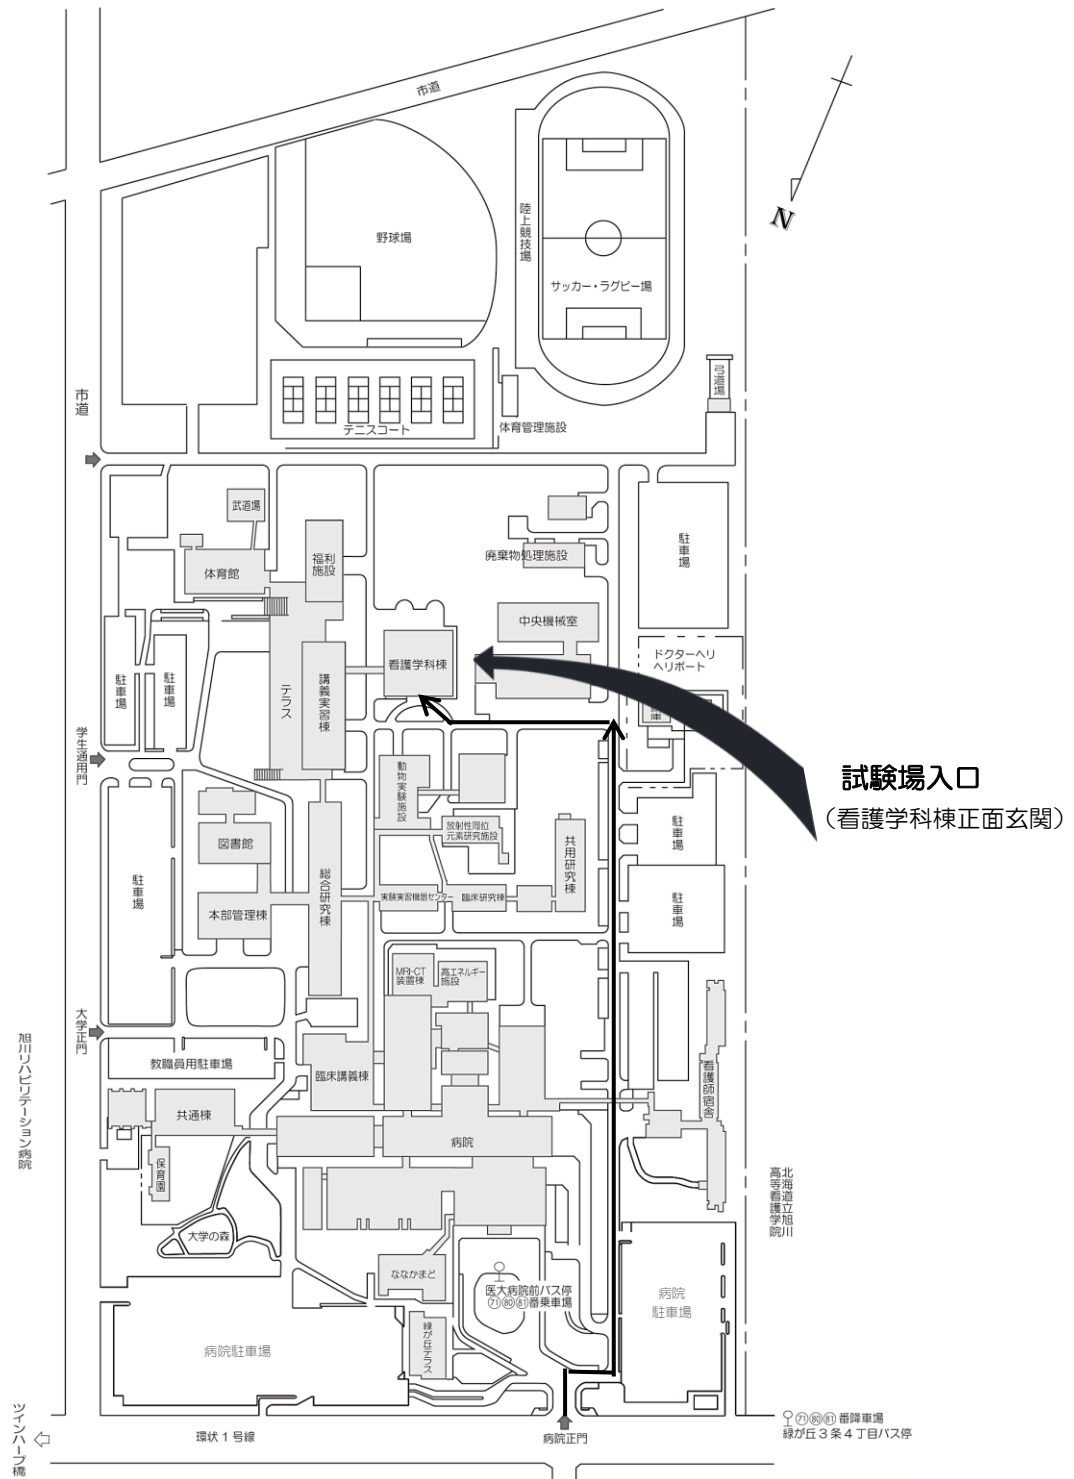 市道
野球場
陸上競技場
サッカー・ラグビー場
N
弓道場
市道
テニスコート
体育管理施設
武道場
福利
施設
体育館
廃棄物処理施設
駐車場
中央機械室
看護学科棟
ドクターヘリ
ヘリポート
駐車場
駐車場
テラス
講義実習棟
学生通用門
動物実験施設
試験場入口
(看護学科棟正面玄関)
放射性同位
元素研究施設
共用研究棟
駐車場
図書館
駐車場
総合研究棟
実験実習機器センター
臨床研究棟
駐車場
本部管理棟
MRI-CT
装置棟
高エネルギー
施設
大学正門
旭川リハビリテーション病院
教職員用駐車場
臨床講義棟
看護師宿舎
共通棟
病院
保育園
北海道立旭川
高等看護学院
大学の森
ななかまど
医大病院前バス停
71 80 81番乗車場
病院
駐車場
緑が丘テラス
病院駐車場
ツインハープ橋
環状1号線
病院正門
71 80 81 番降車場
緑が丘3条4丁目バス停